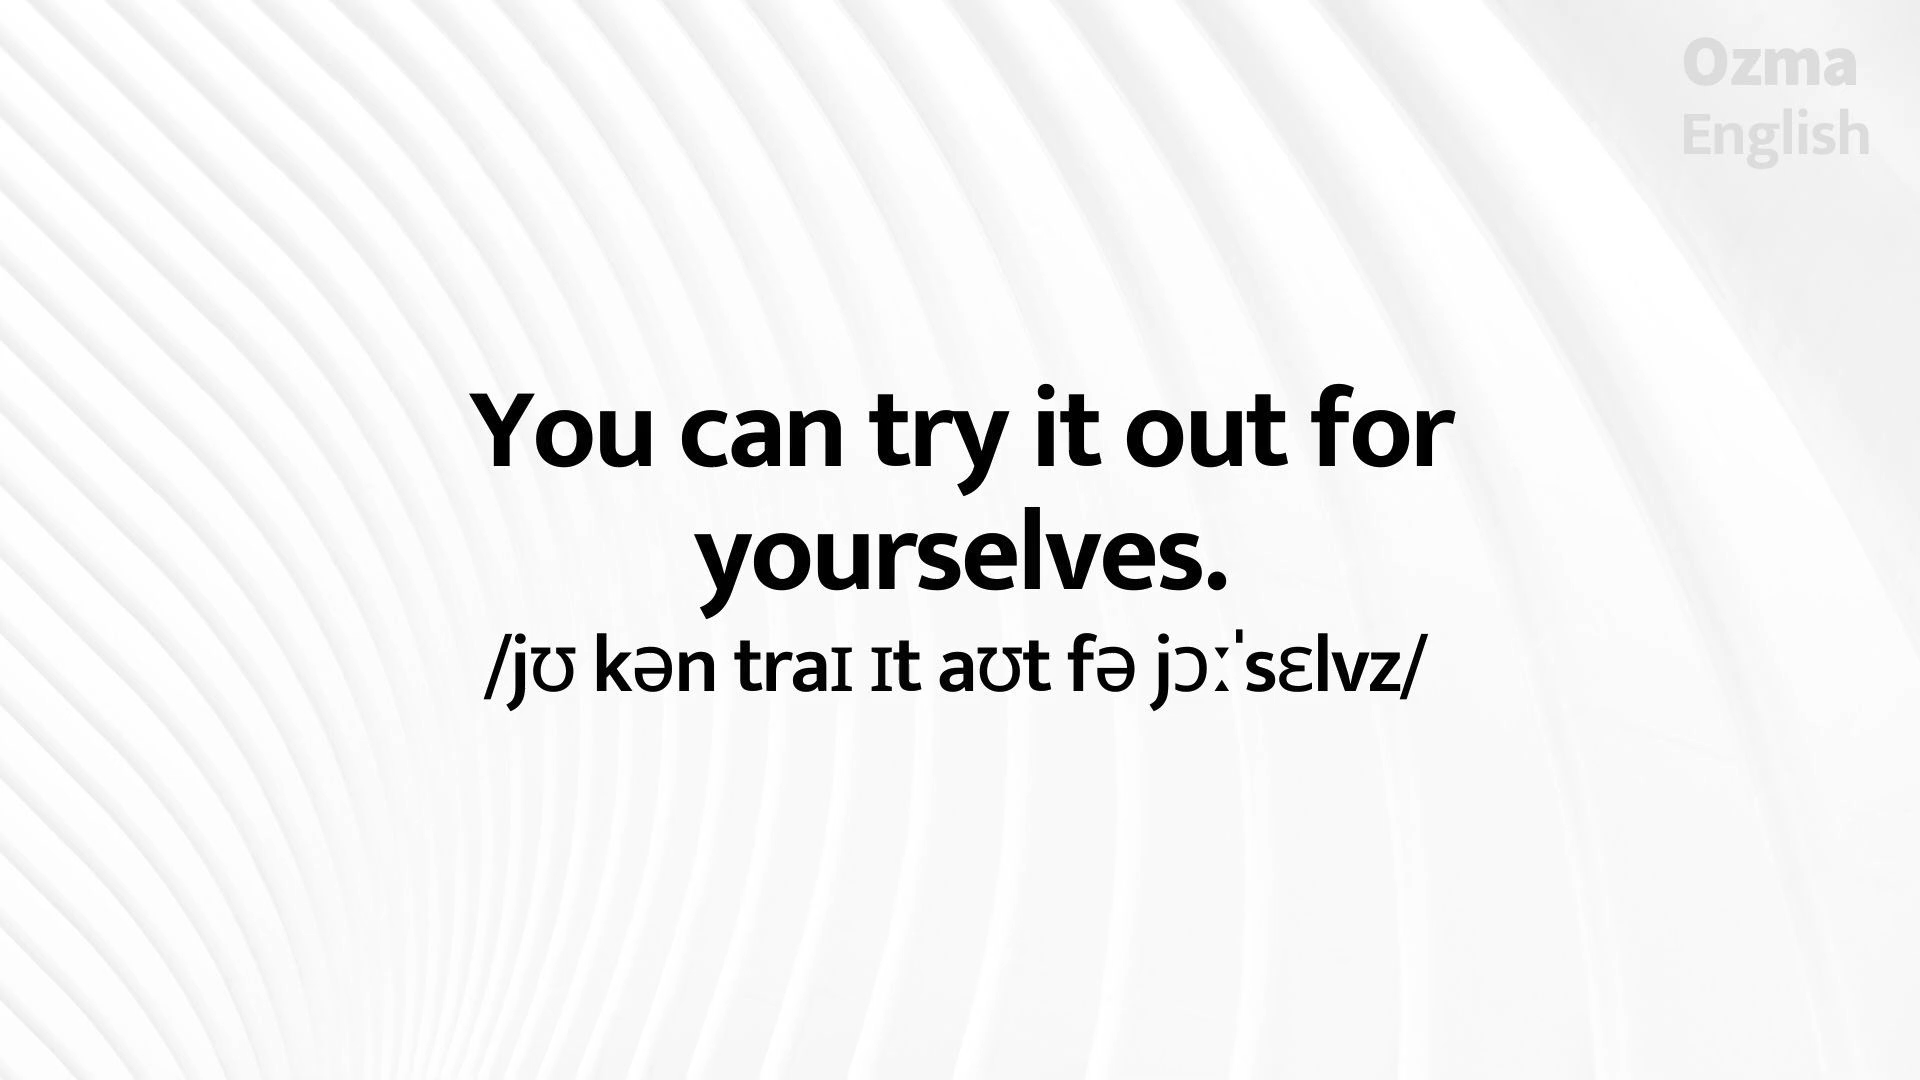 Ozma
English
You can try it out for
yourselves.
/jʊ kən traɪ ɪt aʊt fə jɔːˈsɛlvz/